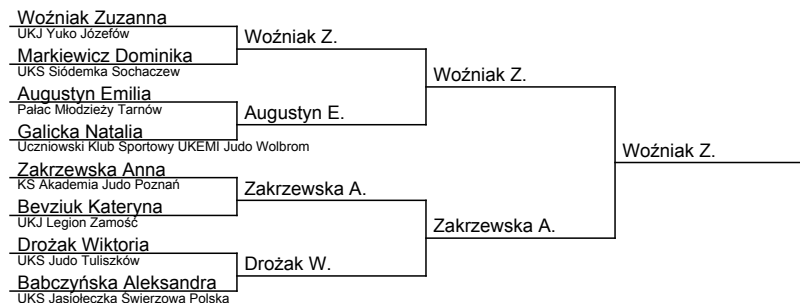 Woźniak Zuzanna
UKJ Yuko Józefów
Markiewicz Dominika
UKS Siódemka Sochaczew
Augustyn Emilia
Pałac Młodzieży Tarnów
Galicka Natalia
Uczniowski Klub Sportowy UKEMI Judo Wolbrom
Zakrzewska Anna
KS Akademia Judo Poznań
Bevziuk Kateryna
UKJ Legion Zamość
Drożak Wiktoria
UKS Judo Tuliszków
Babczyńska Aleksandra
UKS Jasiołeczka Świerzowa Polska
Woźniak Z.
Augustyn E.
Zakrzewska A.
Drożak W.
Woźniak Z.
Zakrzewska A.
Woźniak Z.